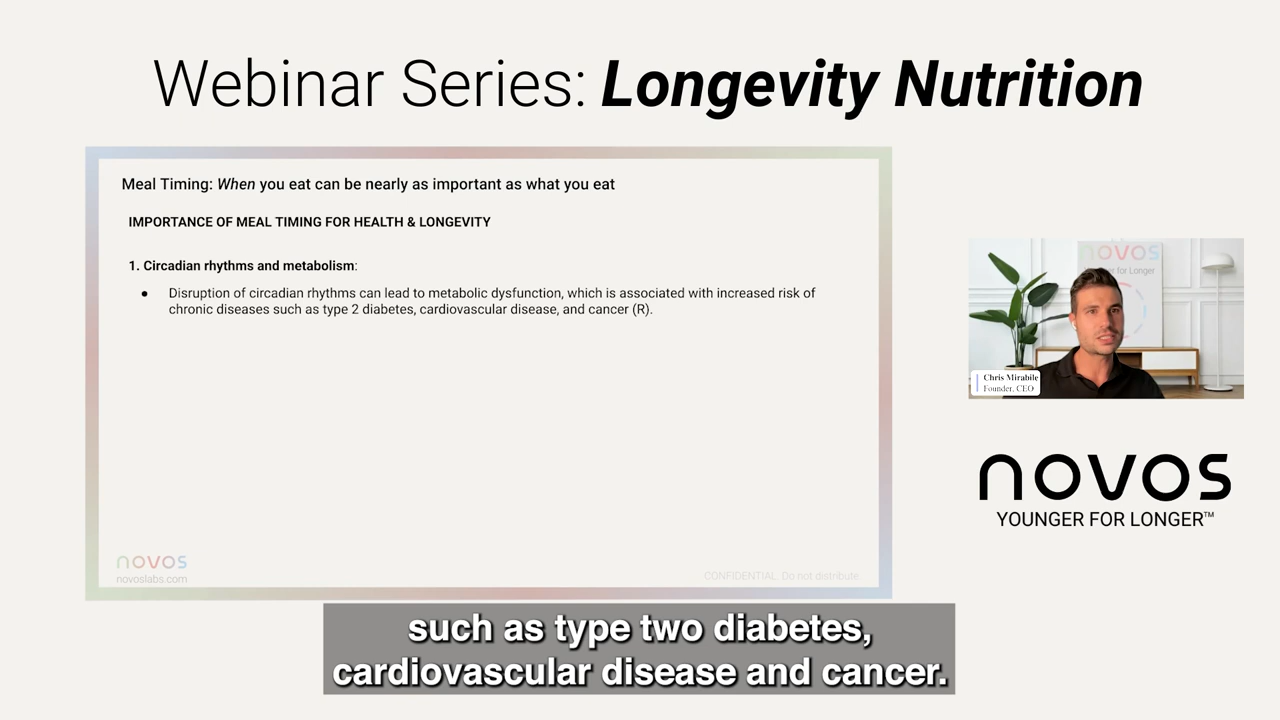 Webinar Series: Longevity Nutrition
Meal Timing: When you eat can be nearly as important as what you eat
IMPORTANCE OF MEAL TIMING FOR HEALTH & LONGEVITY
1. Circadian rhythms and metabolism:
● Disruption of circadian rhythms can lead to metabolic dysfunction, which is associated with increased risk of
chronic diseases such as type 2 diabetes, cardiovascular disease, and cancer (R).
novos
novoslabs.com
CONFIDENTIAL: Do not distribute
novos
for Longer
Chris Mirabile
Founder, CEO
novos
YOUNGER FOR LONGER™
such as type two diabetes,
cardiovascular disease and cancer.